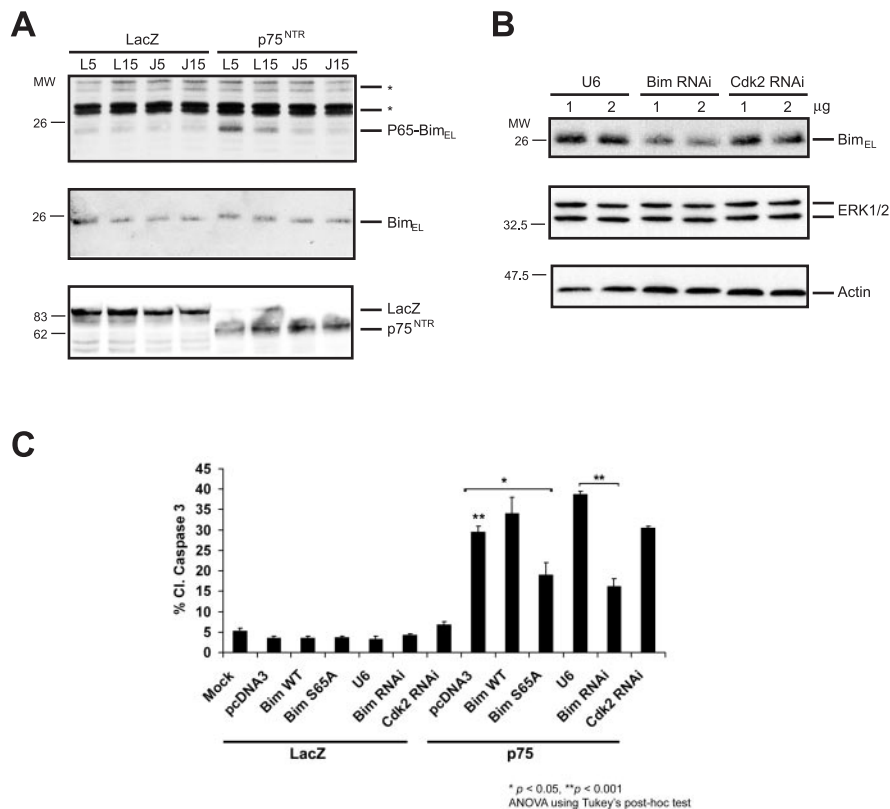 A
LacZ p75NTR
MW L5 L15 J5 J15 L5 L15 J5 J15
*
*
26 P65-BimEL
26 BimEL
LacZ
83
62 p75NTR
B
U6 Bim RNAi Cdk2 RNAi
1 2 1 2 1 2 µg
MW
26 BimEL
ERK1/2
32.5
47.5
Actin
C
% Cl. Caspase 3
45
40
35
30
25
20
15
10
5
0
* ** **
Mock pcDNA3 Bim WT Bim S65A U6 Bim RNAi Cdk2 RNAi pcDNA3 Bim WT Bim S65A U6 Bim RNAi Cdk2 RNAi
LacZ p75
* p < 0.05, **p < 0.001
ANOVA using Tukey's post-hoc test